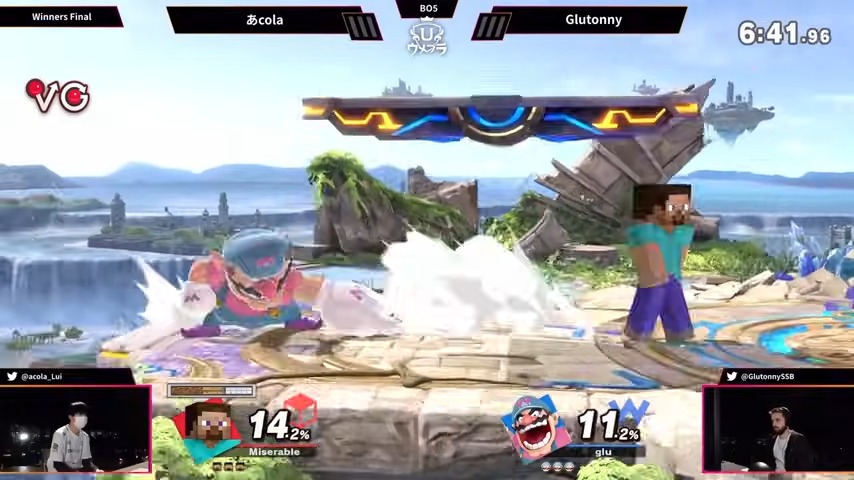 Winners Final
あcola
BO5
Glutonny
6:41.96
U
ウメブラ
VG
@acola_Lui
@GlutonnySSB
14.2%
Miserable
11.2%
glu